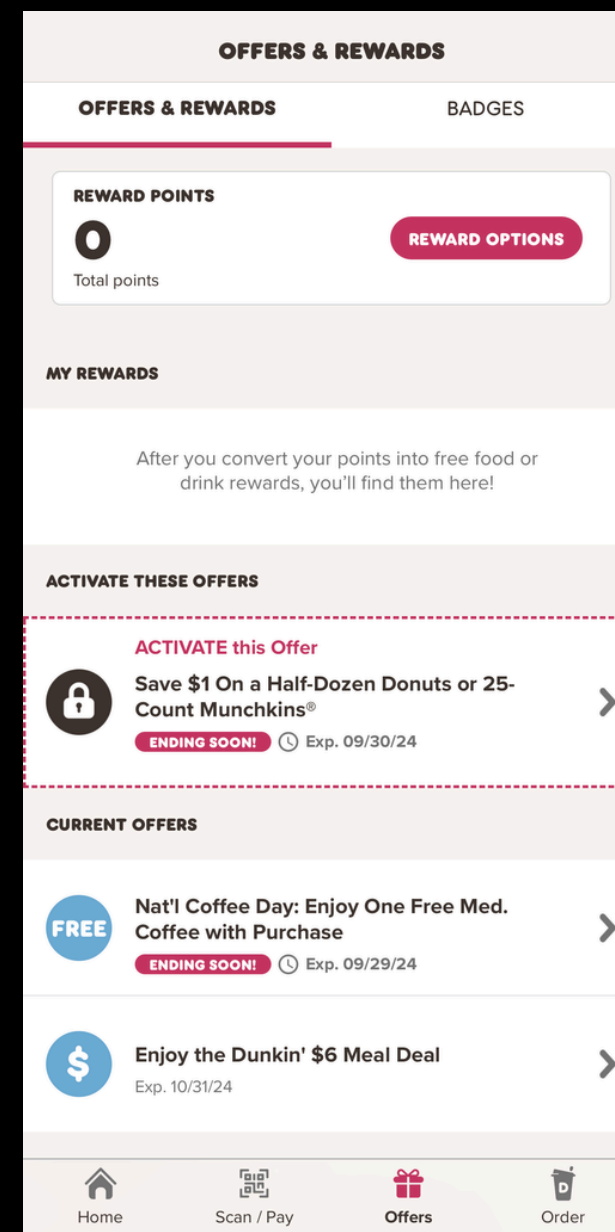 OFFERS & REWARDS
OFFERS & REWARDS
BADGES
REWARD POINTS
0
REWARD OPTIONS
Total points
MY REWARDS
After you convert your points into free food or
drink rewards, you'll find them here!
ACTIVATE THESE OFFERS
ACTIVATE this Offer
Save $1 On a Half-Dozen Donuts or 25-
Count Munchkins®
ENDING SOON! Exp. 09/30/24
CURRENT OFFERS
FREE
Nat'l Coffee Day: Enjoy One Free Med.
Coffee with Purchase
ENDING SOON! Exp. 09/29/24
$
Enjoy the Dunkin' $6 Meal Deal
Exp. 10/31/24
D
Home
Scan / Pay
Offers
Order